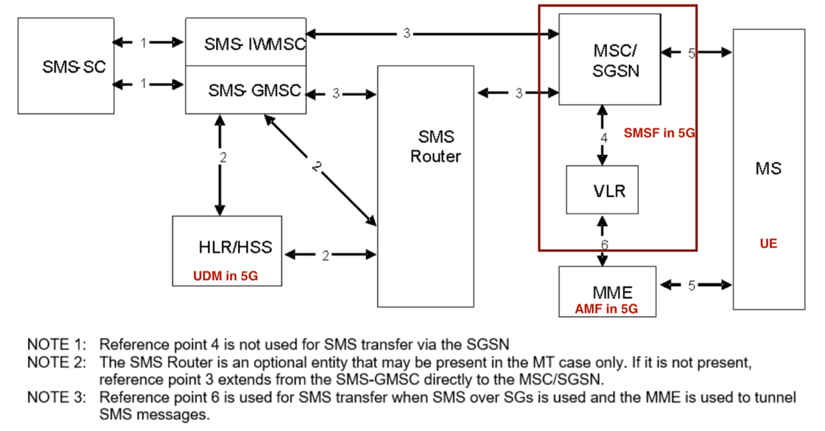 SMS-SC
1
1
SMS-IWMSC
SMS-GMSC
3
3
3
2
2
2
SMS
Router
HLR/HSS
UDM in 5G
MSC/
SGSN
4
SMSF in 5G
VLR
6
MME
AMF in 5G
5
5
MS
UE
NOTE 1: Reference point 4 is not used for SMS transfer via the SGSN
NOTE 2: The SMS Router is an optional entity that may be present in the MT case only. If it is not present,
reference point 3 extends from the SMS-GMSC directly to the MSC/SGSN.
NOTE 3: Reference point 6 is used for SMS transfer when SMS over SGs is used and the MME is used to tunnel
SMS messages.